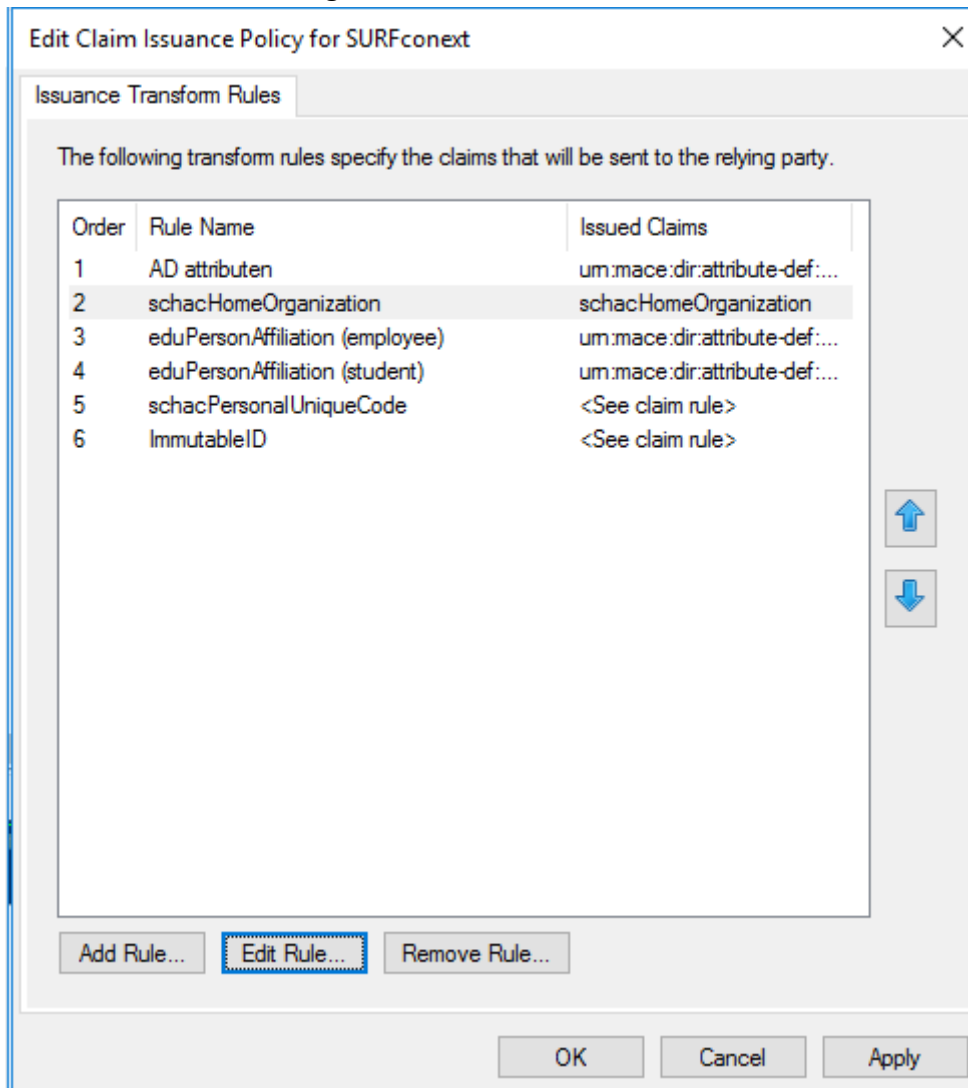 Edit Claim Issuance Policy for SURFconext
Issuance Transform Rules
The following transform rules specify the claims that will be sent to the relying party.
Order Rule Name Issued Claims
1 AD attributen urn:mace:dir:attribute-def:...
2 schacHomeOrganization schacHomeOrganization
3 eduPersonAffiliation (employee) urn:mace:dir:attribute-def:...
4 eduPersonAffiliation (student) urn:mace:dir:attribute-def:...
5 schacPersonalUniqueCode <See claim rule>
6 ImmutableID <See claim rule>
Add Rule... Edit Rule... Remove Rule...
OK Cancel Apply